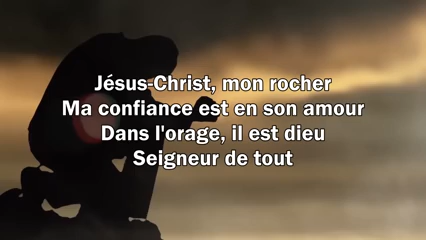 Jésus-Christ, mon rocher
Ma confiance est en son amour
Dans l'orage, il est dieu
Seigneur de tout